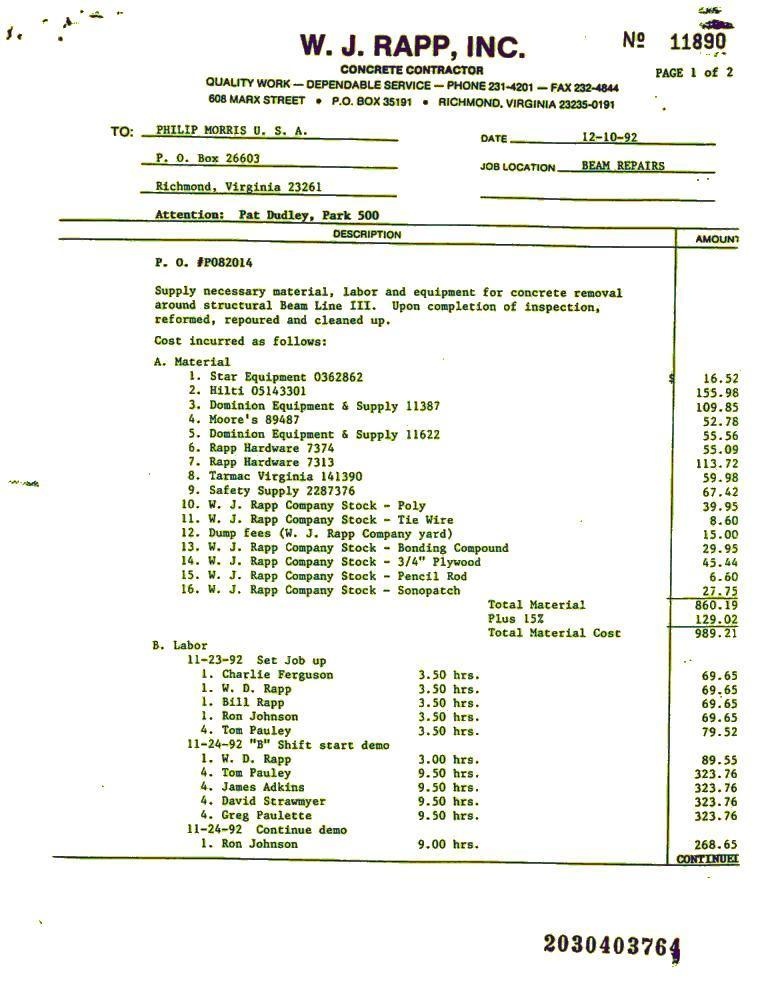 W. J. RAPP, INC.
Nº 11890
CONCRETE CONTRACTOR
PAGE 1 of 2
QUALITY WORK — DEPENDABLE SERVICE — PHONE 231-4201 — FAX 232-4844
608 MARX STREET • P.O. BOX 35191 • RICHMOND, VIRGINIA 23235-0191
TO: PHILIP MORRIS U. S. A.
DATE 12-10-92
P. O. Box 26603
JOB LOCATION BEAM REPAIRS
Richmond, Virginia 23261
Attention: Pat Dudley, Park 500
DESCRIPTION AMOUNT
P. O. #P082014
Supply necessary material, labor and equipment for concrete removal
around structural Beam Line III. Upon completion of inspection,
reformed, repoured and cleaned up.
Cost incurred as follows:
A. Material
1. Star Equipment 0362862 $ 16.52
2. Hilti 05143301 155.98
3. Dominion Equipment & Supply 11387 109.85
4. Moore's 89487 52.78
5. Dominion Equipment & Supply 11622 55.56
6. Rapp Hardware 7374 55.09
7. Rapp Hardware 7313 113.72
8. Tarmac Virginia 141390 59.98
9. Safety Supply 2287376 67.42
10. W. J. Rapp Company Stock - Poly 39.95
11. W. J. Rapp Company Stock - Tie Wire 8.60
12. Dump fees (W. J. Rapp Company yard) 15.00
13. W. J. Rapp Company Stock - Bonding Compound 29.95
14. W. J. Rapp Company Stock - 3/4" Plywood 45.44
15. W. J. Rapp Company Stock - Pencil Rod 6.60
16. W. J. Rapp Company Stock - Sonopatch 27.75
Total Material 860.19
Plus 15% 129.02
Total Material Cost 989.21
B. Labor
11-23-92 Set Job up
1. Charlie Ferguson 3.50 hrs. 69.65
1. W. D. Rapp 3.50 hrs. 69.65
1. Bill Rapp 3.50 hrs. 69.65
1. Ron Johnson 3.50 hrs. 69.65
4. Tom Pauley 3.50 hrs. 79.52
11-24-92 "B" Shift start demo
1. W. D. Rapp 3.00 hrs. 89.55
4. Tom Pauley 9.50 hrs. 323.76
4. James Adkins 9.50 hrs. 323.76
4. David Strawmyer 9.50 hrs. 323.76
4. Greg Paulette 9.50 hrs. 323.76
11-24-92 Continue demo
1. Ron Johnson 9.00 hrs. 268.65
CONTINUED
2030403764